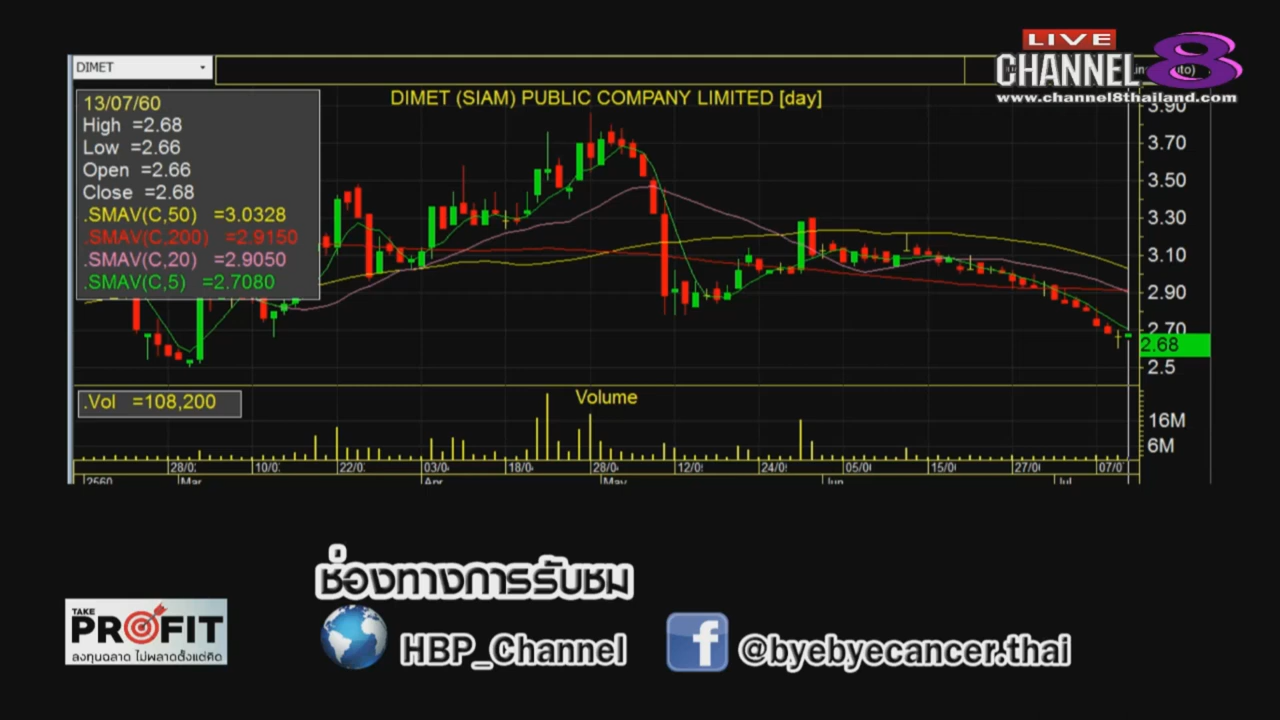 LIVE
CHANNEL 8
www.channel8thailand.com
DIMET
DIMET (SIAM) PUBLIC COMPANY LIMITED [day]
13/07/60
High =2.68
Low =2.66
Open =2.66
Close =2.68
.SMAV(C,50) =3.0328
.SMAV(C,200) =2.9150
.SMAV(C,20) =2.9050
.SMAV(C,5) =2.7080
3.90
3.70
3.50
3.30
3.10
2.90
2.70
2.68
2.5
.Vol =108,200
Volume
16M
6M
28/0 10/0 22/0 03/0 18/0 28/0 12/0 24/0 05/0 15/0 27/0 07/0
2560 Mar Apr May Jun Jul
ช่องทางการรับชม
TAKE
PROFIT
ลงทุนฉลาด ไม่พลาดตั้งแต่คิด
HBP_Channel
@byebyecancer.thai